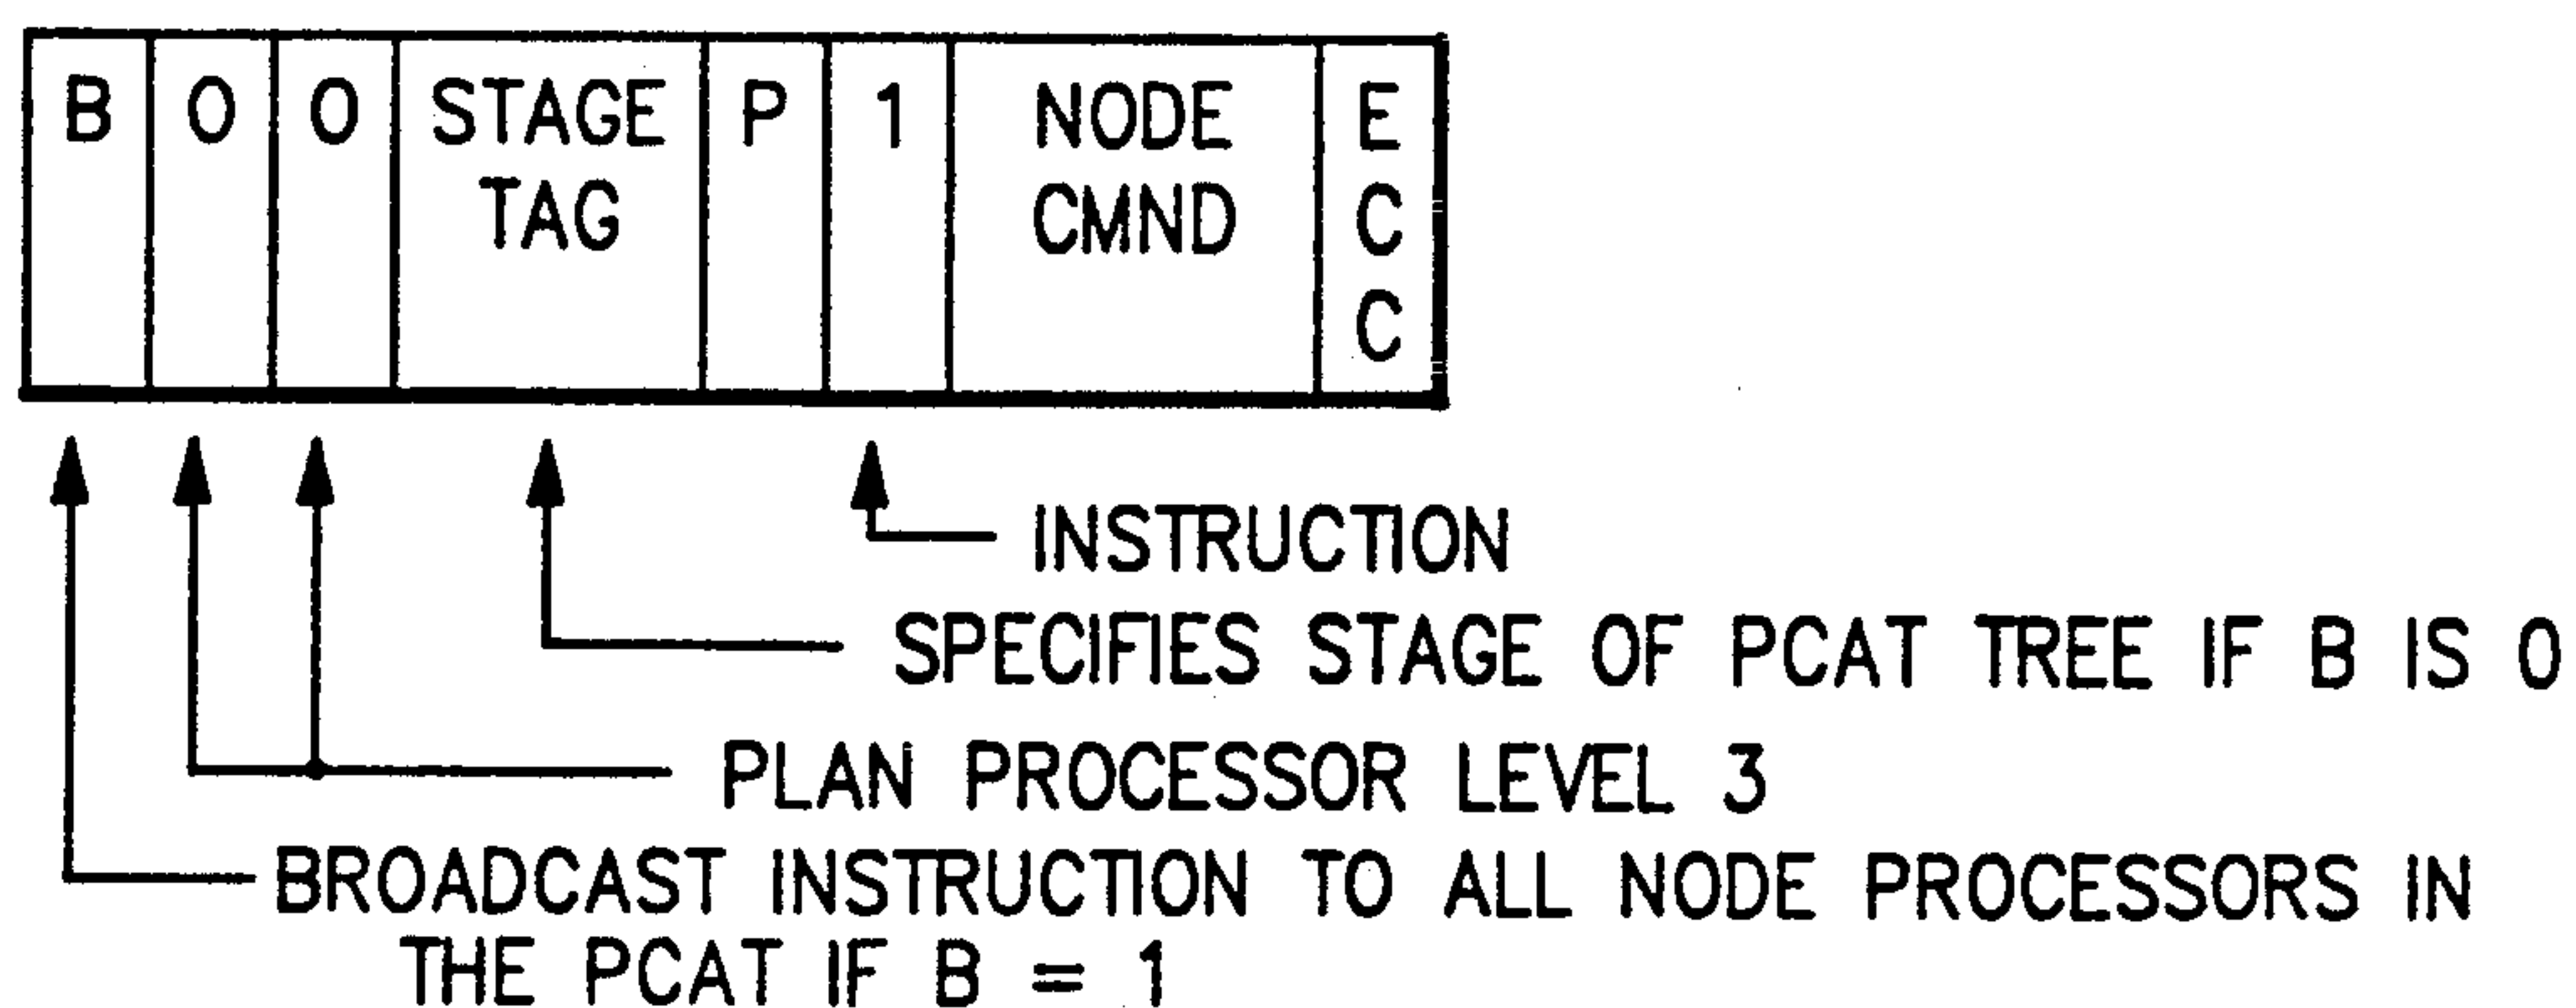 B 0 0 STAGE P 1 NODE E
TAG CMND C
C
INSTRUCTION
SPECIFIES STAGE OF PCAT TREE IF B IS 0
PLAN PROCESSOR LEVEL 3
BROADCAST INSTRUCTION TO ALL NODE PROCESSORS IN
THE PCAT IF B = 1